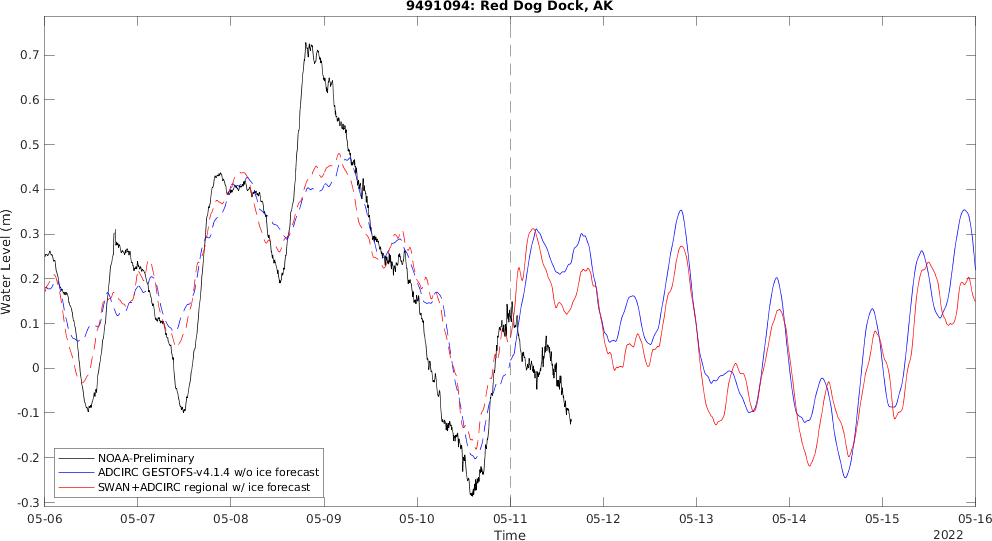 9491094: Red Dog Dock, AK
Water Level (m)
0.7
0.6
0.5
0.4
0.3
0.2
0.1
0
-0.1
-0.2
-0.3
NOAA-Preliminary
ADCIRC GESTOFS-v4.1.4 w/o ice forecast
SWAN+ADCIRC regional w/ ice forecast
05-06 05-07 05-08 05-09 05-10 05-11 05-12 05-13 05-14 05-15 05-16
Time
2022